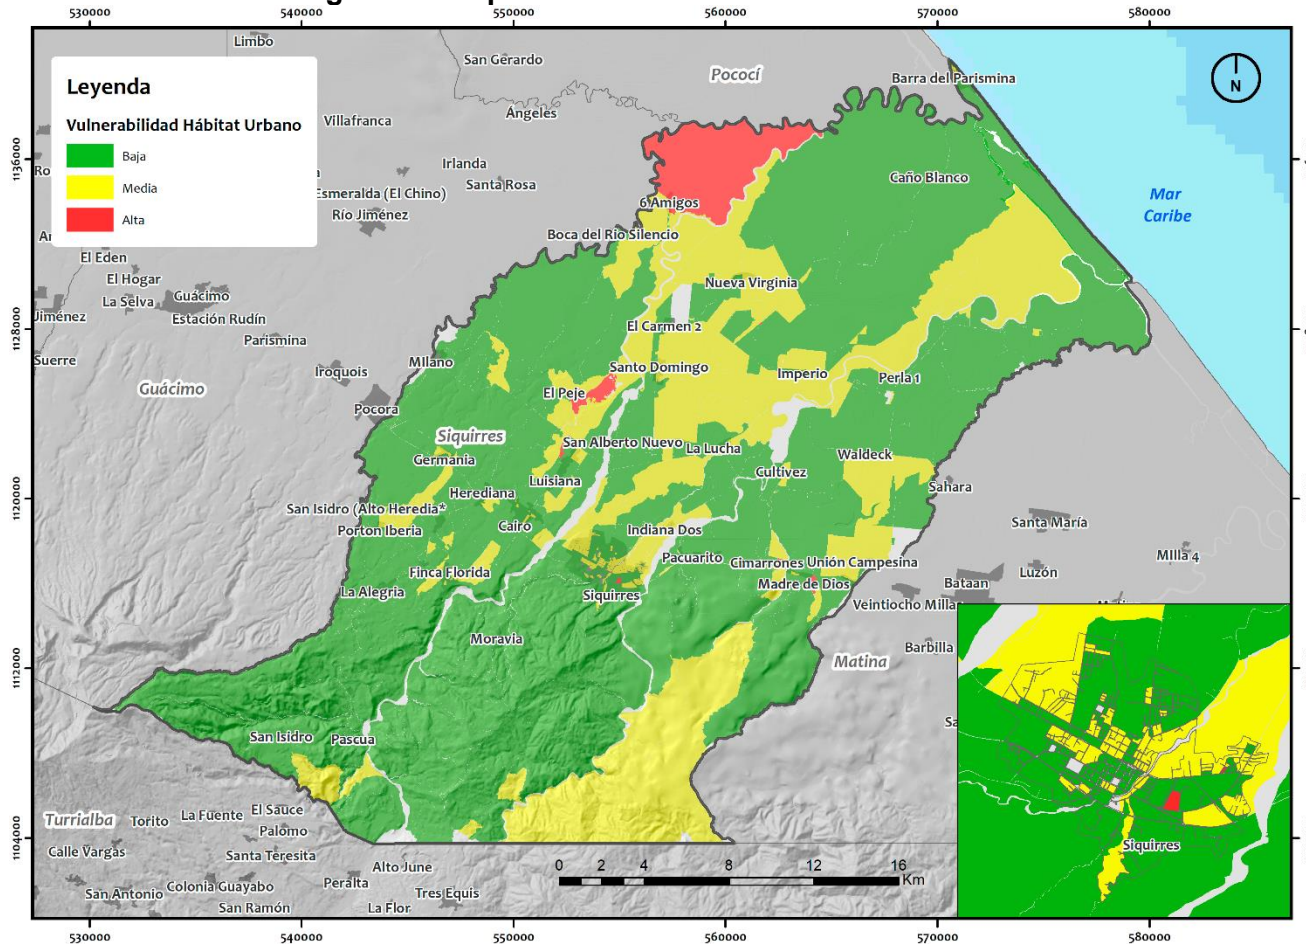 530000 540000 550000 560000 570000 580000
Limbo
San Gerardo
Pococí
Barra del Parismina
N
Leyenda
Vulnerabilidad Hábitat Urbano
Baja
Media
Alta
Villafranca
Ángeles
1136000
Irlanda
Santa Rosa
Esmeralda (El Chino)
Río Jiménez
Caño Blanco
Mar
Caribe
6 Amigos
Boca del Rio Silencio
El Eden
El Hogar
La Selva
Guácimo
Estación Rudín
Jiménez
Nueva Virginia
1128000
El Carmen 2
Parismina
Suerre
MIlano
Iroquois
Santo Domingo
Imperio
Perla 1
Guácimo
El Peje
Pocora
Siquirres
San Alberto Nuevo
La Lucha
Waldeck
Germania
Cultivez
Luisiana
Sahara
1120000
Herediana
San Isidro (Alto Heredia*
Porton Iberia
Cairo
Indiana Dos
Santa María
Pacuarito
Cimarrones
Unión Campesina
MIlla 4
Finca Florida
La Alegria
Siquirres
Madre de Dios
Bataan
Luzón
Veintiocho Millas
Moravia
Barbilla
Matina
1112000
San Isidro
Pascua
Turrialba
Torito
La Fuente
El Sauce
Palomo
1104000
Calle Vargas
Santa Teresita
Alto June
0 2 4 8 12 16
Km
Siquirres
San Antonio
Colonia Guayabo
Peralta
Tres Equis
San Ramón
La Flor
530000 540000 550000 560000 570000 580000